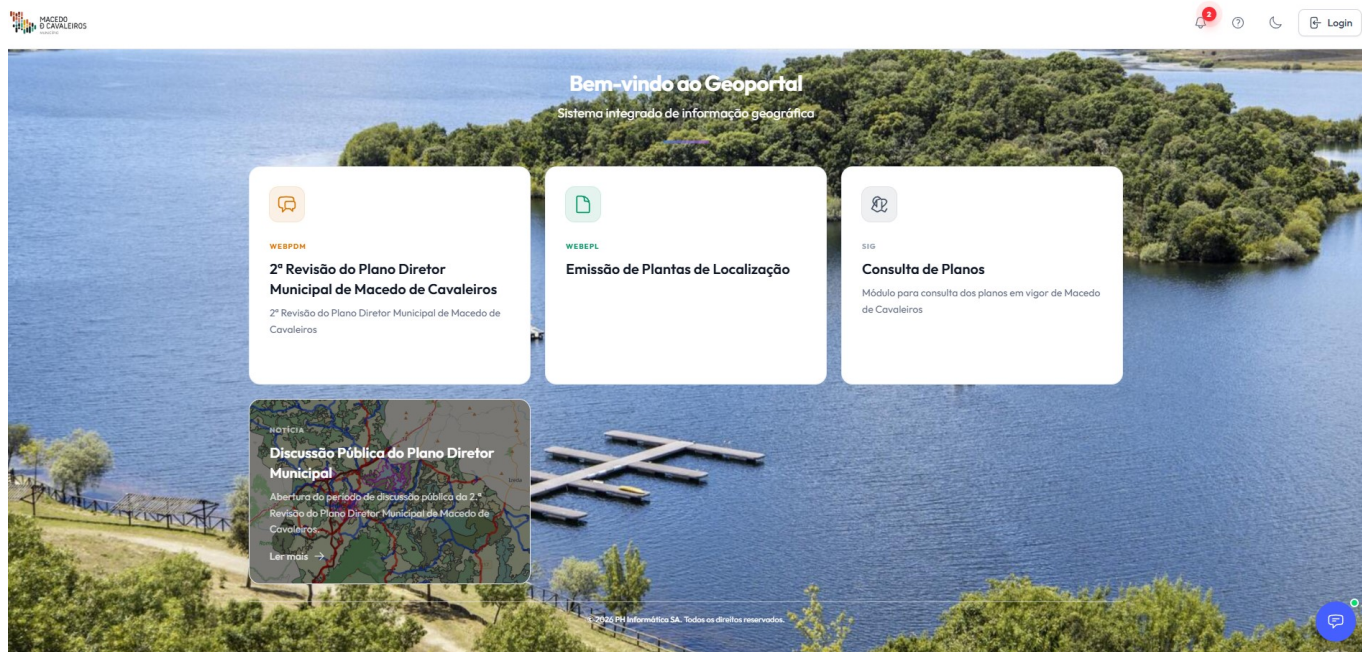 MACEDO
D CAVALEIROS
2
Login
Bem-vindo ao Geoportal
Sistema integrado de informação geográfica
WEBPDM
2ª Revisão do Plano Diretor
Municipal de Macedo de Cavaleiros
2ª Revisão do Plano Diretor Municipal de Macedo de
Cavaleiros
WEBEPL
Emissão de Plantas de Localização
SIG
Consulta de Planos
Módulo para consulta dos planos em vigor de Macedo
de Cavaleiros
NOTÍCIA
Discussão Pública do Plano Diretor
Municipal
Abertura do período de discussão pública da 2.ª
Revisão do Plano Diretor Municipal de Macedo de
Cavaleiros.
Ler mais →
© 2026 PH Informática SA. Todos os direitos reservados.